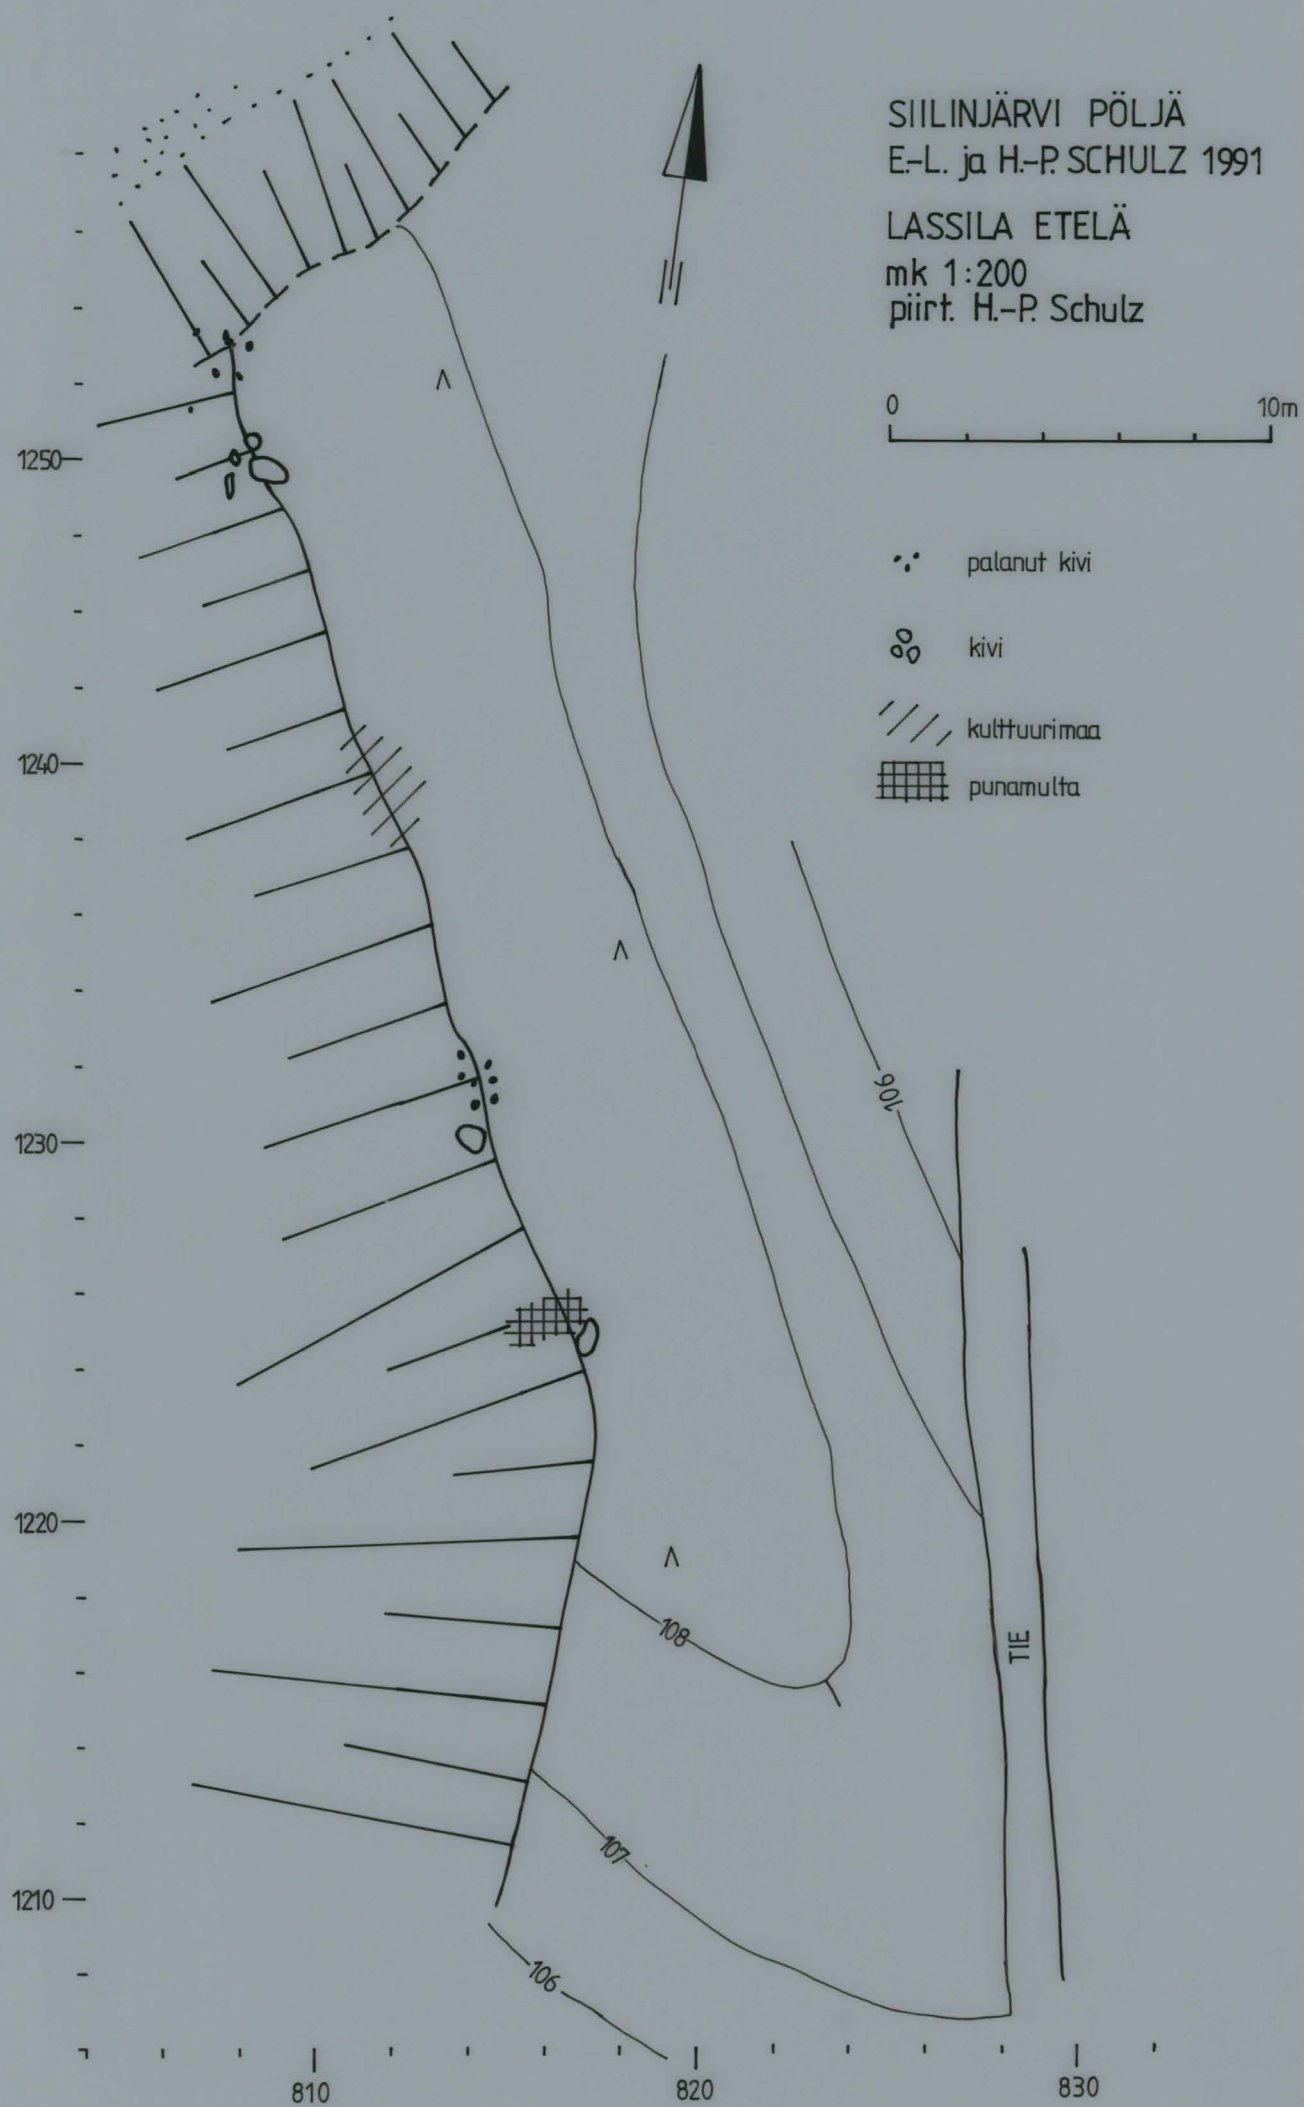 SIILINJÄRVI PÖLJÄ
E.-L. ja H.-P. SCHULZ 1991
LASSILA ETELÄ
mk 1:200
piirt. H.-P. Schulz
0 10m
palanut kivi
kivi
kulttuurimaa
punamulta
1250
1240
1230
1220
1210
106
108
TIE
107
106
810 820 830